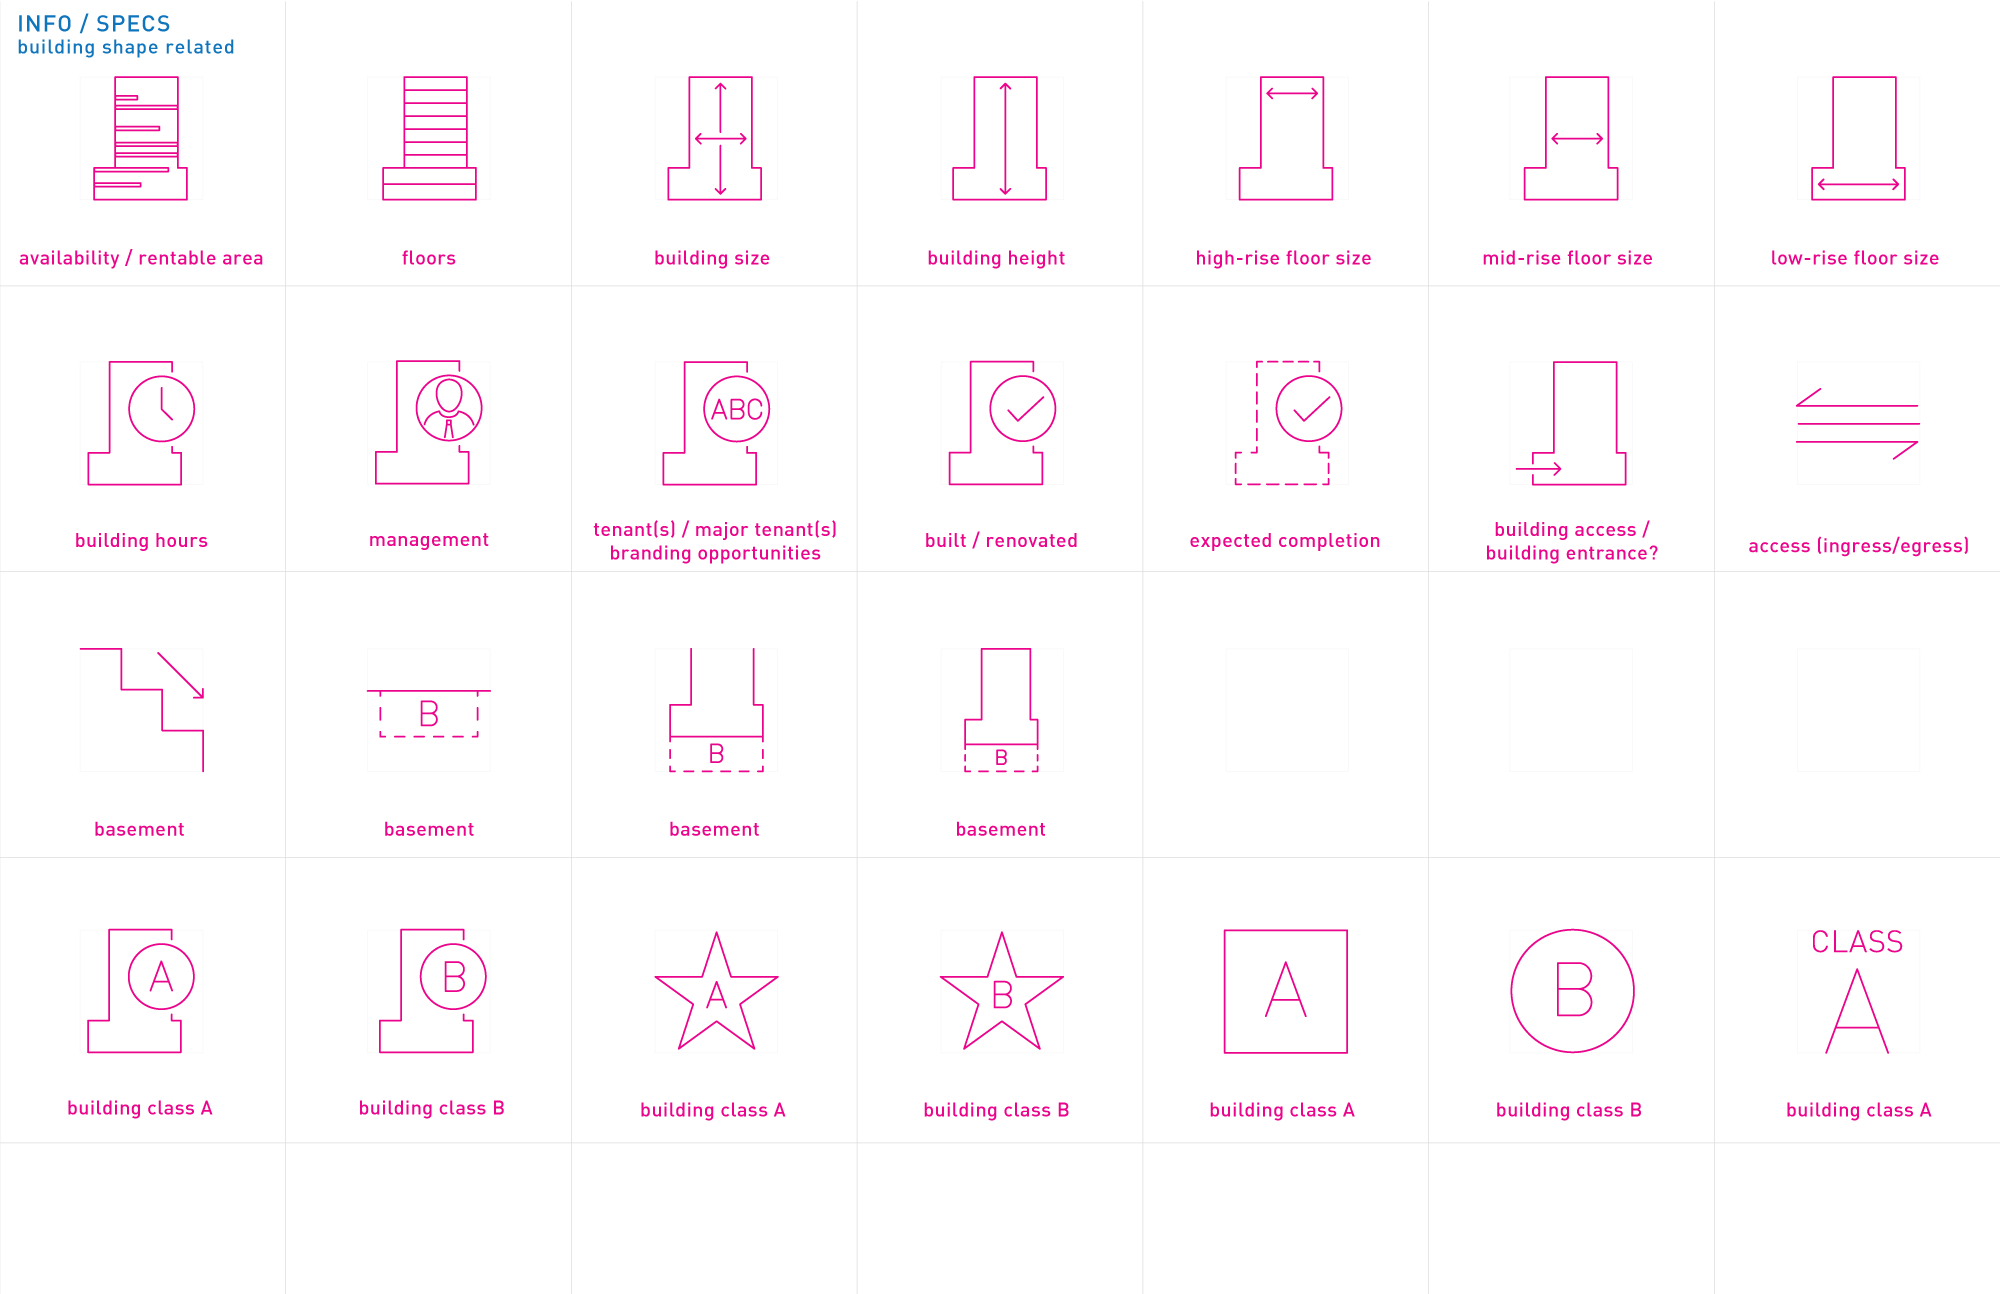 INFO / SPECS
building shape related
availability / rentable area
floors
building size
building height
high-rise floor size
mid-rise floor size
low-rise floor size
ABC
building hours
management
tenant(s) / major tenant(s)
branding opportunities
built / renovated
expected completion
building access /
building entrance?
access (ingress/egress)
B
B
B
basement
basement
basement
basement
A
B
A
B
A
B
CLASS
A
building class A
building class B
building class A
building class B
building class A
building class B
building class A